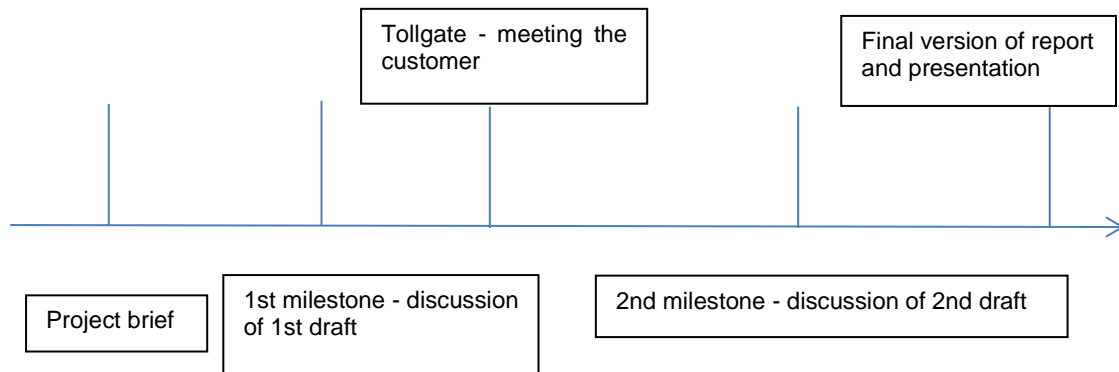 Tollgate - meeting the
customer
Final version of report
and presentation
Project brief
1st milestone - discussion
of 1st draft
2nd milestone - discussion of 2nd draft